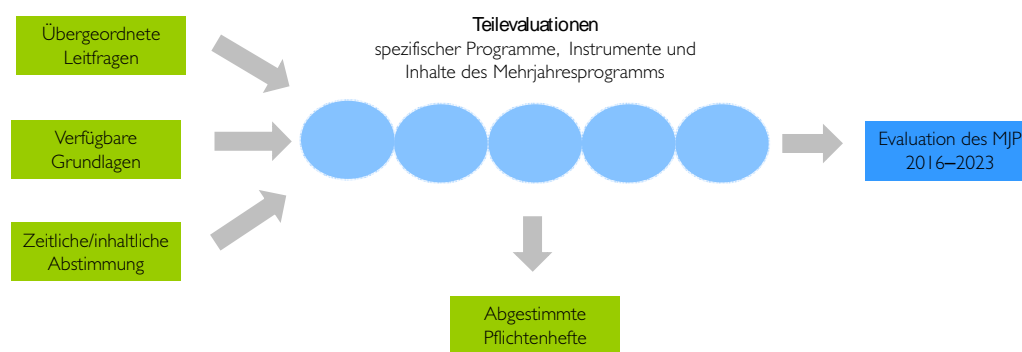 Übergeordnete
Leitfragen
Teilevaluationen
spezifischer Programme, Instrumente und
Inhalte des Mehrjahresprogramms
Verfügbare
Grundlagen
Evaluation des MJP
2016–2023
Zeitliche/inhaltliche
Abstimmung
Abgestimmte
Pflichtenhefte